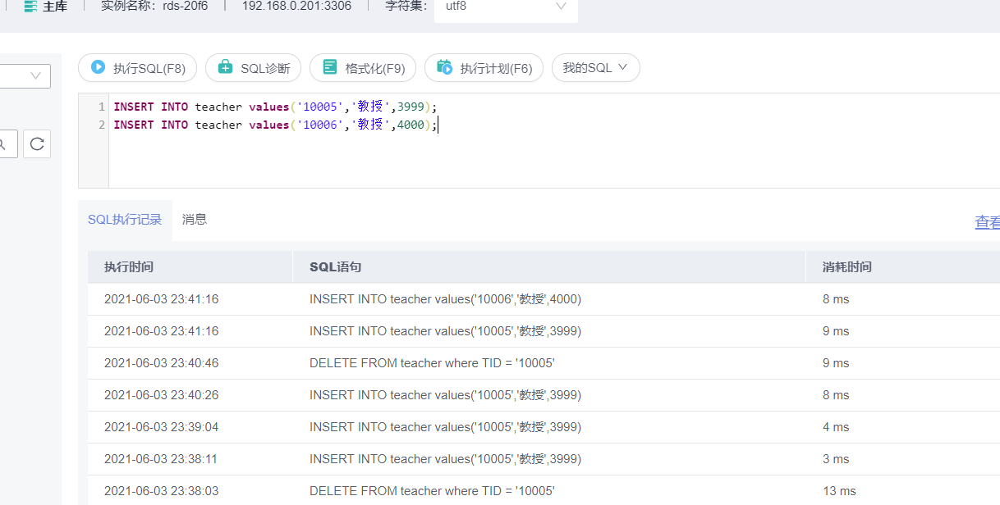 主库 实例名称：rds-20f6 192.168.0.201:3306 字符集： utf8
执行SQL(F8) SQL诊断 格式化(F9) 执行计划(F6) 我的SQL
1 INSERT INTO teacher values('10005','教授',3999);
2 INSERT INTO teacher values('10006','教授',4000);
SQL执行记录 消息 查看
执行时间 SQL语句 消耗时间
2021-06-03 23:41:16 INSERT INTO teacher values('10006','教授',4000) 8 ms
2021-06-03 23:41:16 INSERT INTO teacher values('10005','教授',3999) 9 ms
2021-06-03 23:40:46 DELETE FROM teacher where TID = '10005' 9 ms
2021-06-03 23:40:26 INSERT INTO teacher values('10005','教授',3999) 8 ms
2021-06-03 23:39:04 INSERT INTO teacher values('10005','教授',3999) 4 ms
2021-06-03 23:38:11 INSERT INTO teacher values('10005','教授',3999) 3 ms
2021-06-03 23:38:03 DELETE FROM teacher where TID = '10005' 13 ms